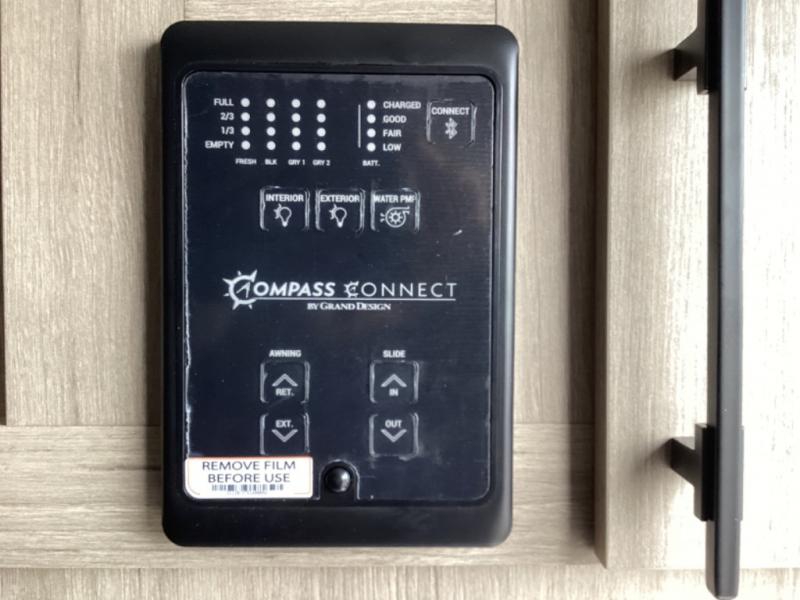 FULL
2/3
1/3
EMPTY
FRESH BLK GRY 1 GRY 2
CHARGED
GOOD
FAIR
LOW
BATT.
CONNECT
INTERIOR EXTERIOR WATER PMP
COMPASS CONNECT
BY GRAND DESIGN
AWNING SLIDE
RET. IN
EXT. OUT
REMOVE FILM
BEFORE USE